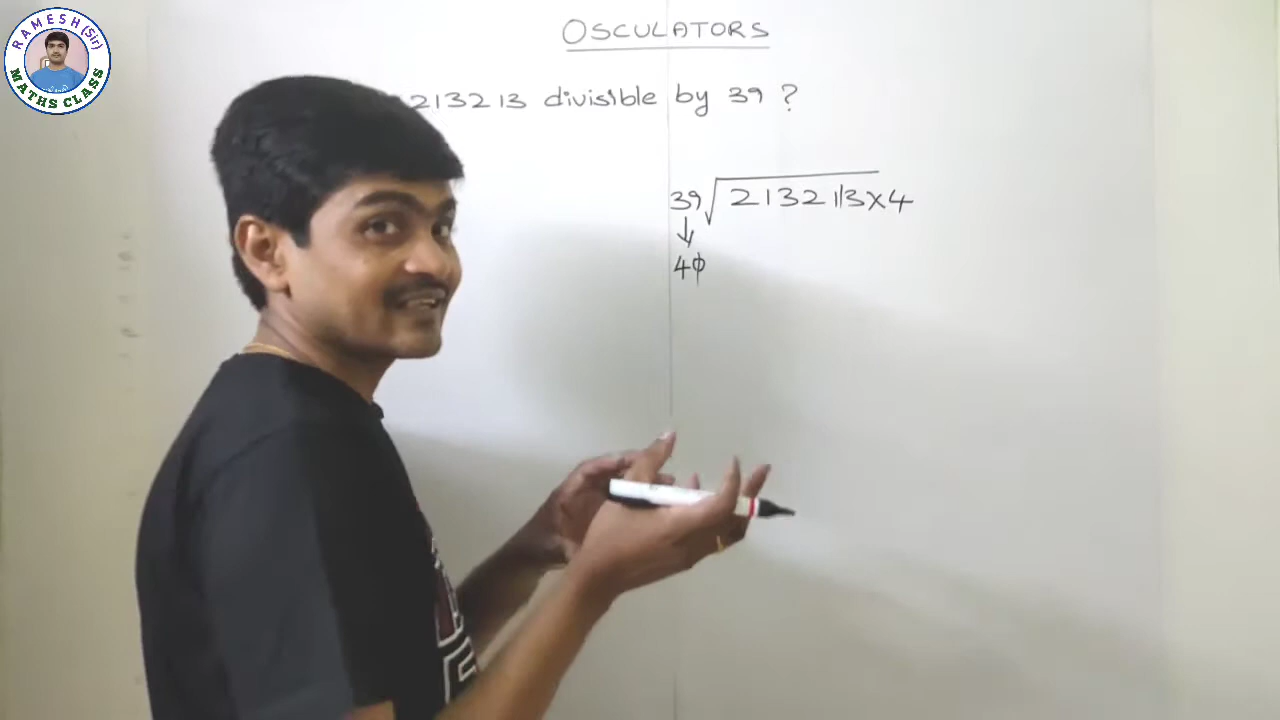 RAMESH (Sir)
MATHS CLASS
OSCULATORS
213213 divisible by 39 ?
39 √ 213213 x 4
↓
40